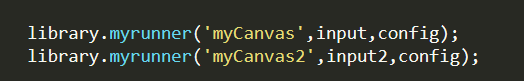 library.myrunner('myCanvas',input,config);
library.myrunner('myCanvas2',input2,config);